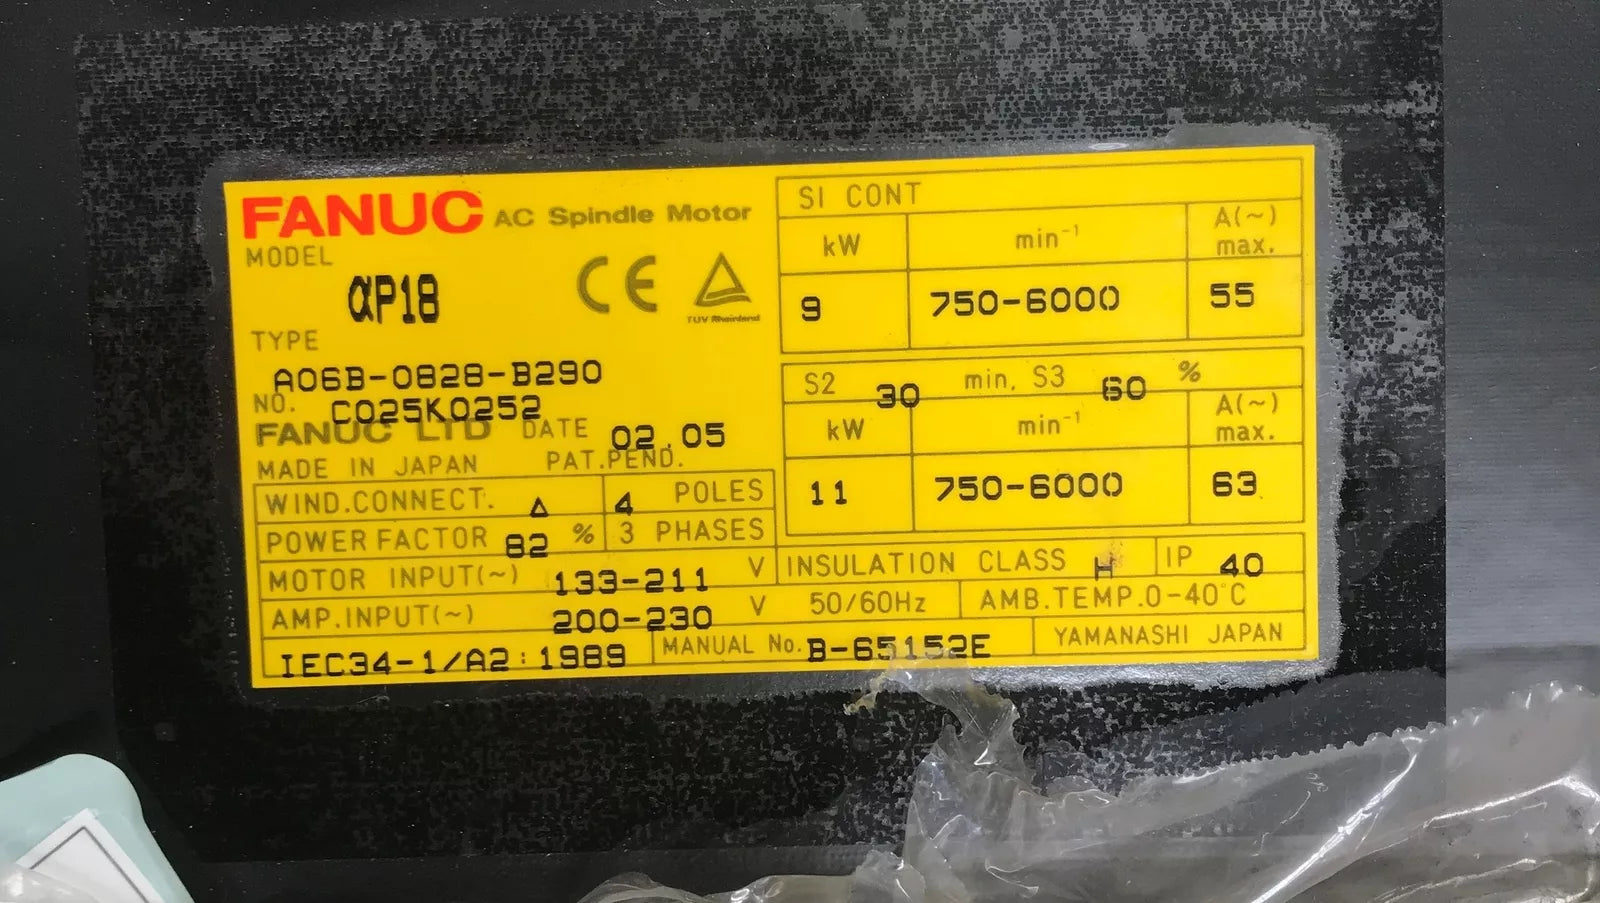 FANUC AC Spindle Motor
MODEL
αP18
CE
TUV Rheinland
TYPE
A06B-0828-B290
NO. C025K0252
FANUC LTD DATE 02.05
MADE IN JAPAN PAT.PEND.
WIND.CONNECT. Δ 4 POLES
POWER FACTOR 82 % 3 PHASES
MOTOR INPUT(~) 133-211 V
AMP.INPUT(~) 200-230 V 50/60Hz
IEC34-1/A2:1989 MANUAL No. B-65152E
SI CONT
kW min⁻¹ A(~) max.
9 750-6000 55
S2 30 min, S3 60 %
kW min⁻¹ A(~) max.
11 750-6000 63
INSULATION CLASS H IP 40
AMB.TEMP.0-40°C
YAMANASHI JAPAN